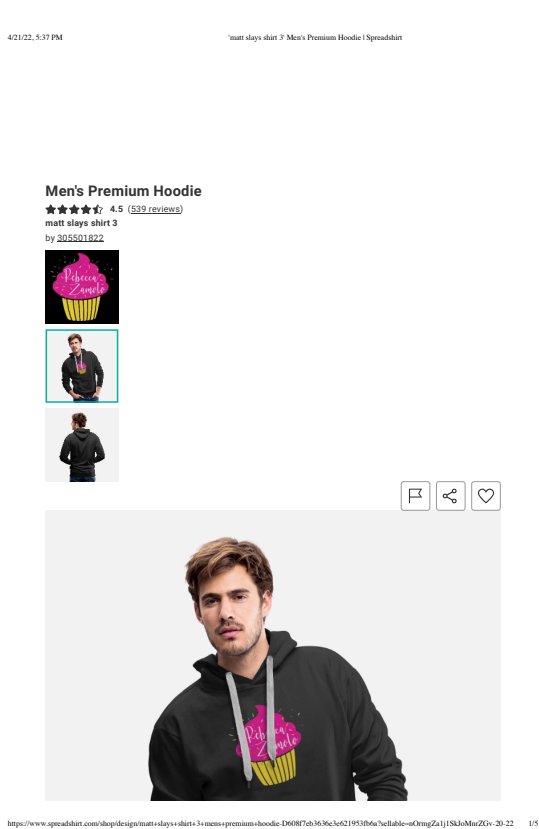 4/21/22, 5:37 PM
'matt slays shirt 3' Men's Premium Hoodie | Spreadshirt
Men's Premium Hoodie
4.5 (539 reviews)
matt slays shirt 3
by 305501822
Rebecca
Zamolo
Rebecca
Zamolo
https://www.spreadshirt.com/shop/design/matt+slays+shirt+3+mens+premium+hoodie-D608f7eb3636e3e621953fb6a?sellable=nOrmgZa1j1SkJoMnrZGv-20-22 1/5